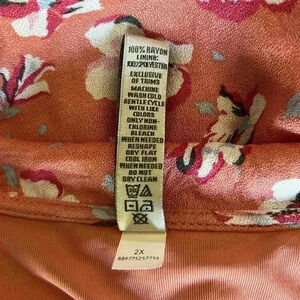 100% RAYON
LINING:
100% POLYESTER
EXCLUSIVE
OF TRIMS
MACHINE
WASH COLD
GENTLE CYCLE
WITH LIKE
COLORS
ONLY NON-
CHLORINE
BLEACH
WHEN NEEDED
RESHAPE
DRY FLAT
COOL IRON
WHEN NEEDED
DO NOT
DRY CLEAN
2X